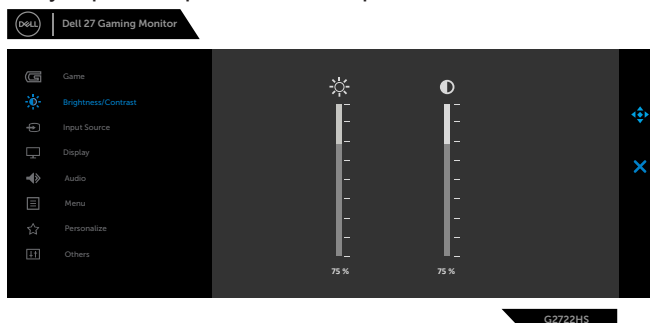 DELL
Dell 27 Gaming Monitor
Game
Brightness/Contrast
Input Source
Display
Audio
Menu
Personalize
Others
75 %
75 %
G2722HS